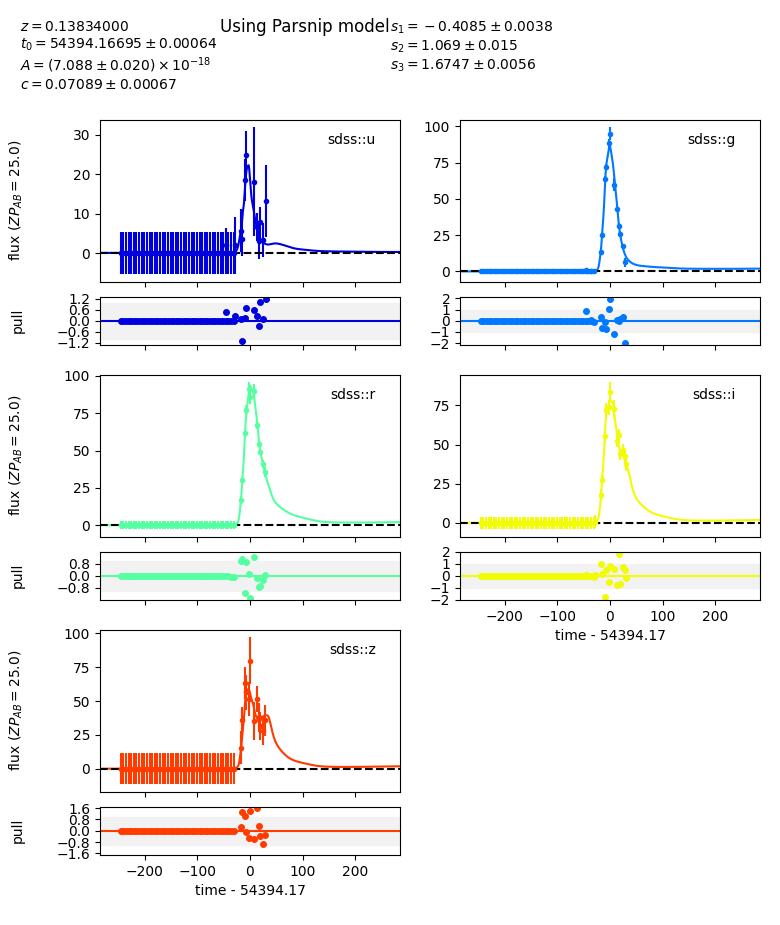 z = 0.13834000
Using Parsnip model
s₁ = −0.4085 ± 0.0038
t₀ = 54394.16695 ± 0.00064
s₂ = 1.069 ± 0.015
A = (7.088 ± 0.020) × 10⁻¹⁸
s₃ = 1.6747 ± 0.0056
c = 0.07089 ± 0.00067
sdss::u
30
20
10
0
flux (ZP_AB = 25.0)
1.2
0.6
0.0
−0.6
−1.2
pull
sdss::g
100
75
50
25
0
2
1
0
−1
−2
sdss::r
100
75
50
25
0
flux (ZP_AB = 25.0)
0.8
0.0
−0.8
pull
sdss::i
75
50
25
0
2
1
0
−1
−2
−200 −100 0 100 200
time - 54394.17
sdss::z
100
75
50
25
0
flux (ZP_AB = 25.0)
1.6
0.8
0.0
−0.8
−1.6
pull
−200 −100 0 100 200
time - 54394.17